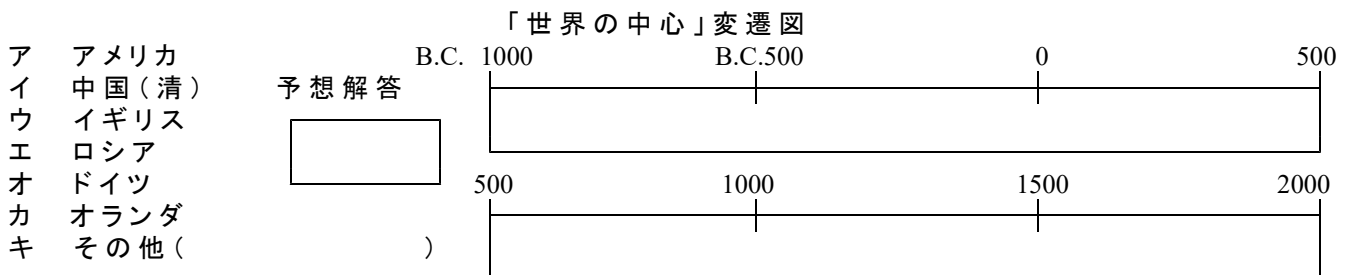 「世界の中心」変遷図
ア アメリカ
イ 中国(清)
ウ イギリス
エ ロシア
オ ドイツ
カ オランダ
キ その他( )
予想解答
B.C. 1000 B.C.500 0 500
500 1000 1500 2000